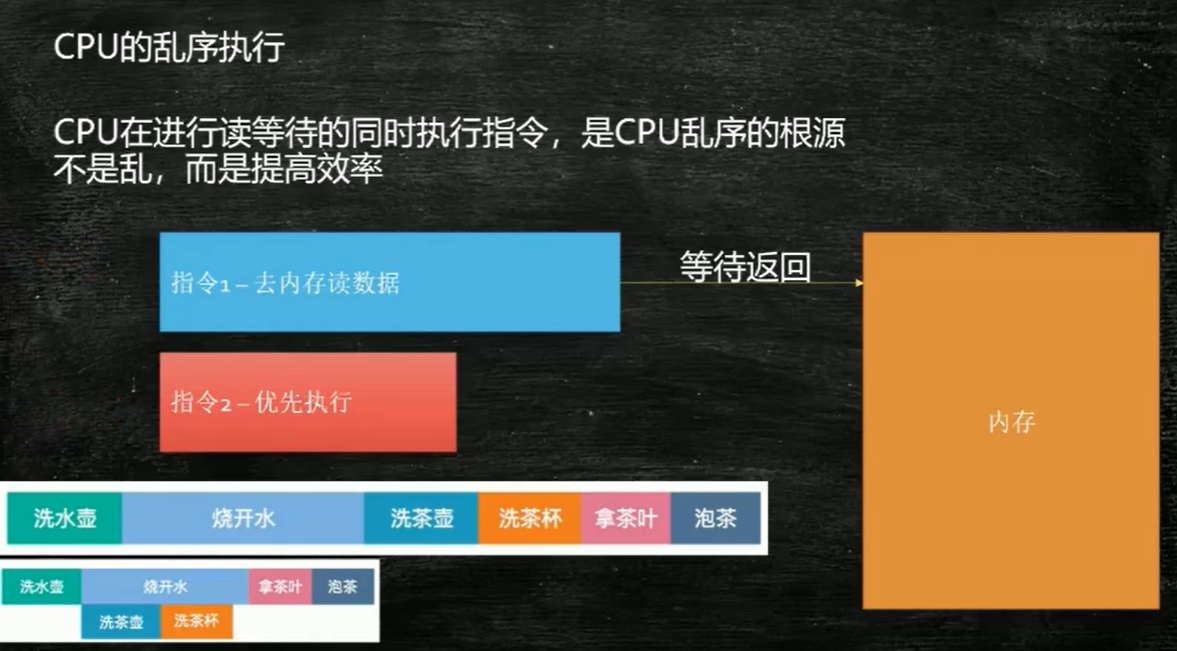 CPU的乱序执行
CPU在进行读等待的同时执行指令，是CPU乱序的根源
不是乱，而是提高效率
指令1 – 去内存读数据
等待返回
指令2 – 优先执行
内存
洗水壶 烧开水 洗茶壶 洗茶杯 拿茶叶 泡茶
洗水壶 烧开水 拿茶叶 泡茶
洗茶壶 洗茶杯